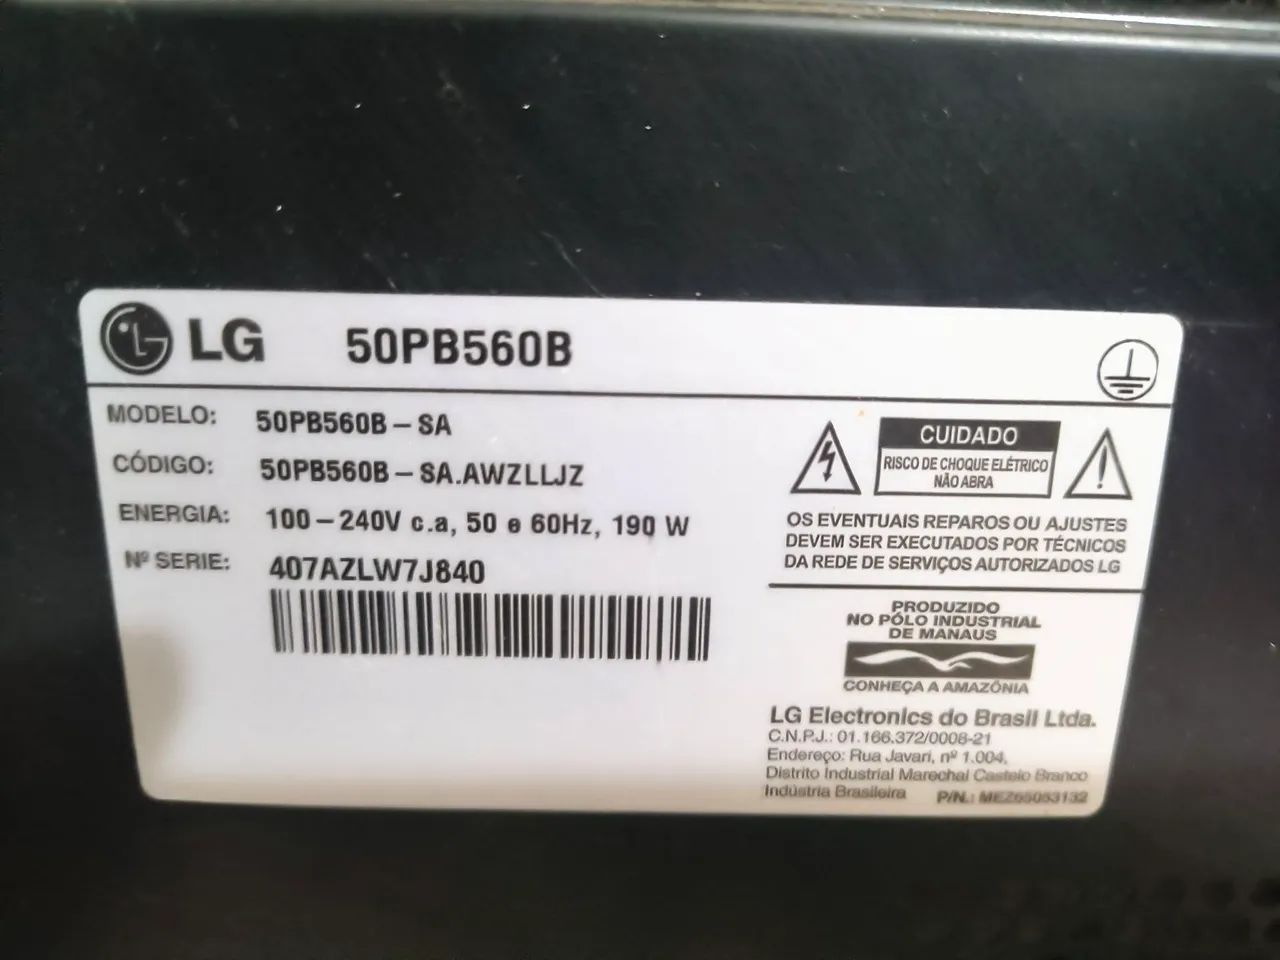 LG 50PB560B
MODELO: 50PB560B-SA
CÓDIGO: 50PB560B-SA.AWZLLJZ
ENERGIA: 100-240V c.a, 50 e 60Hz, 190 W
Nº SERIE: 407AZLW7J840
CUIDADO
RISCO DE CHOQUE ELÉTRICO
NÃO ABRA
OS EVENTUAIS REPAROS OU AJUSTES
DEVEM SER EXECUTADOS POR TÉCNICOS
DA REDE DE SERVIÇOS AUTORIZADOS LG
PRODUZIDO
NO PÓLO INDUSTRIAL
DE MANAUS
CONHEÇA A AMAZÔNIA
LG Electronics do Brasil Ltda.
C.N.P.J.: 01.166.372/0008-21
Endereço: Rua Javari, nº 1.004,
Distrito Industrial Marechal Castelo Branco
Indústria Brasileira P/N.: MEZ65053132